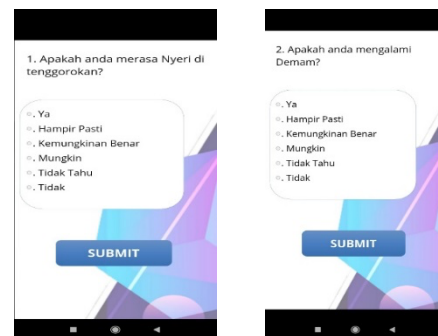 1. Apakah anda merasa Nyeri di
tenggorokan?
. Ya
. Hampir Pasti
. Kemungkinan Benar
. Mungkin
. Tidak Tahu
. Tidak
SUBMIT
2. Apakah anda mengalami
Demam?
. Ya
. Hampir Pasti
. Kemungkinan Benar
. Mungkin
. Tidak Tahu
. Tidak
SUBMIT